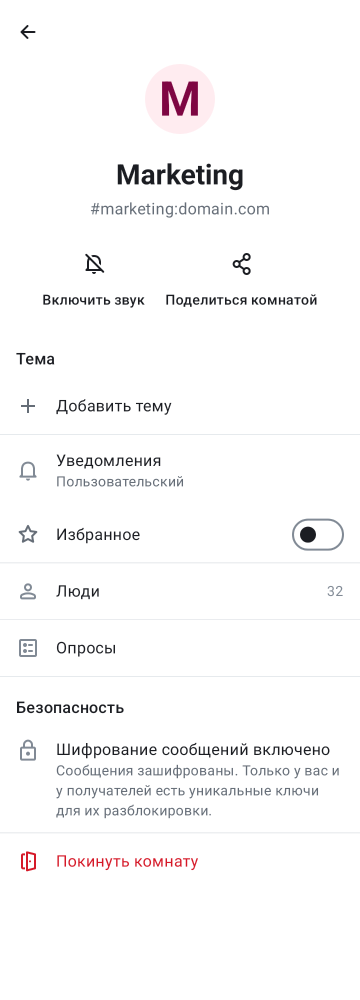 M
Marketing
#marketing:domain.com
Включить звук
Поделиться комнатой
Тема
Добавить тему
Уведомления
Пользовательский
Избранное
Люди
32
Опросы
Безопасность
Шифрование сообщений включено
Сообщения зашифрованы. Только у вас и
у получателей есть уникальные ключи
для их разблокировки.
Покинуть комнату